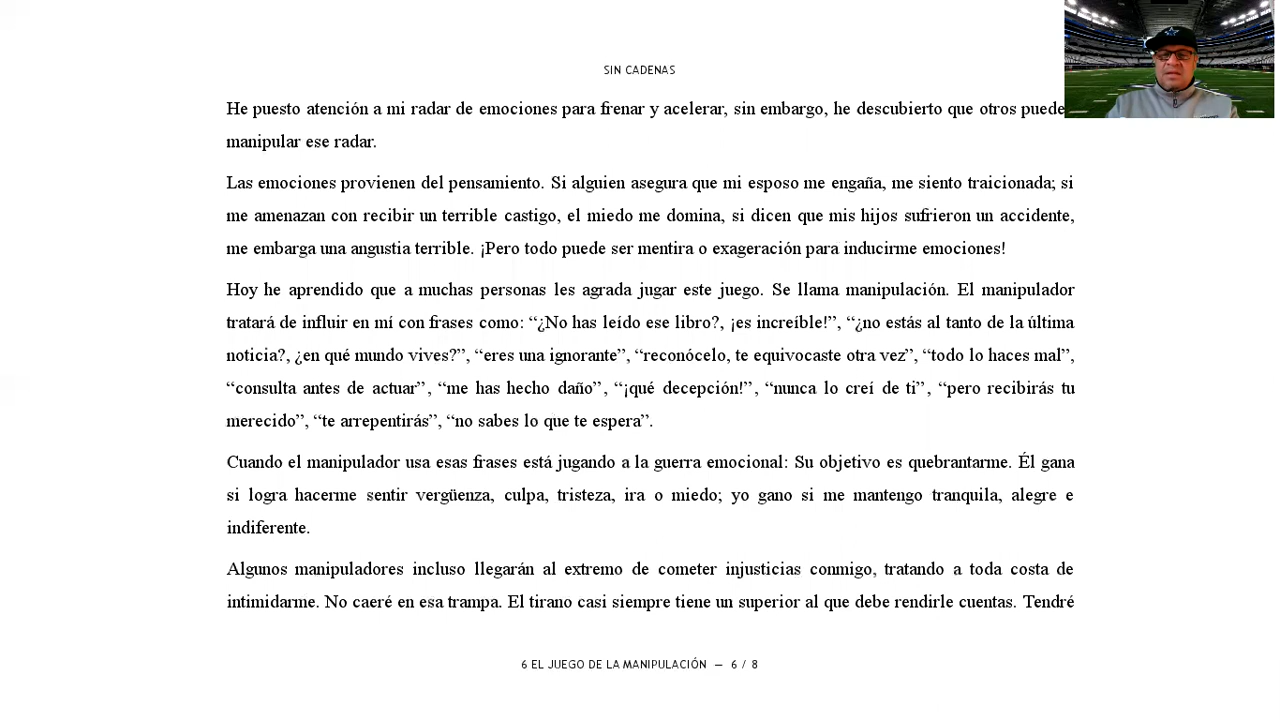 SIN CADENAS
He puesto atención a mi radar de emociones para frenar y acelerar, sin embargo, he descubierto que otros puede
manipular ese radar.
Las emociones provienen del pensamiento. Si alguien asegura que mi esposo me engaña, me siento traicionada; si
me amenazan con recibir un terrible castigo, el miedo me domina, si dicen que mis hijos sufrieron un accidente,
me embarga una angustia terrible. ¡Pero todo puede ser mentira o exageración para inducirme emociones!
Hoy he aprendido que a muchas personas les agrada jugar este juego. Se llama manipulación. El manipulador
tratará de influir en mí con frases como: “¿No has leído ese libro?, ¡es increíble!”, “¿no estás al tanto de la última
noticia?, ¿en qué mundo vives?”, “eres una ignorante”, “reconócelo, te equivocaste otra vez”, “todo lo haces mal”,
“consulta antes de actuar”, “me has hecho daño”, “¡qué decepción!”, “nunca lo creí de ti”, “pero recibirás tu
merecido”, “te arrepentirás”, “no sabes lo que te espera”.
Cuando el manipulador usa esas frases está jugando a la guerra emocional: Su objetivo es quebrantarme. Él gana
si logra hacerme sentir vergüenza, culpa, tristeza, ira o miedo; yo gano si me mantengo tranquila, alegre e
indiferente.
Algunos manipuladores incluso llegarán al extremo de cometer injusticias conmigo, tratando a toda costa de
intimidarme. No caeré en esa trampa. El tirano casi siempre tiene un superior al que debe rendirle cuentas. Tendré
6 EL JUEGO DE LA MANIPULACIÓN — 6 / 8